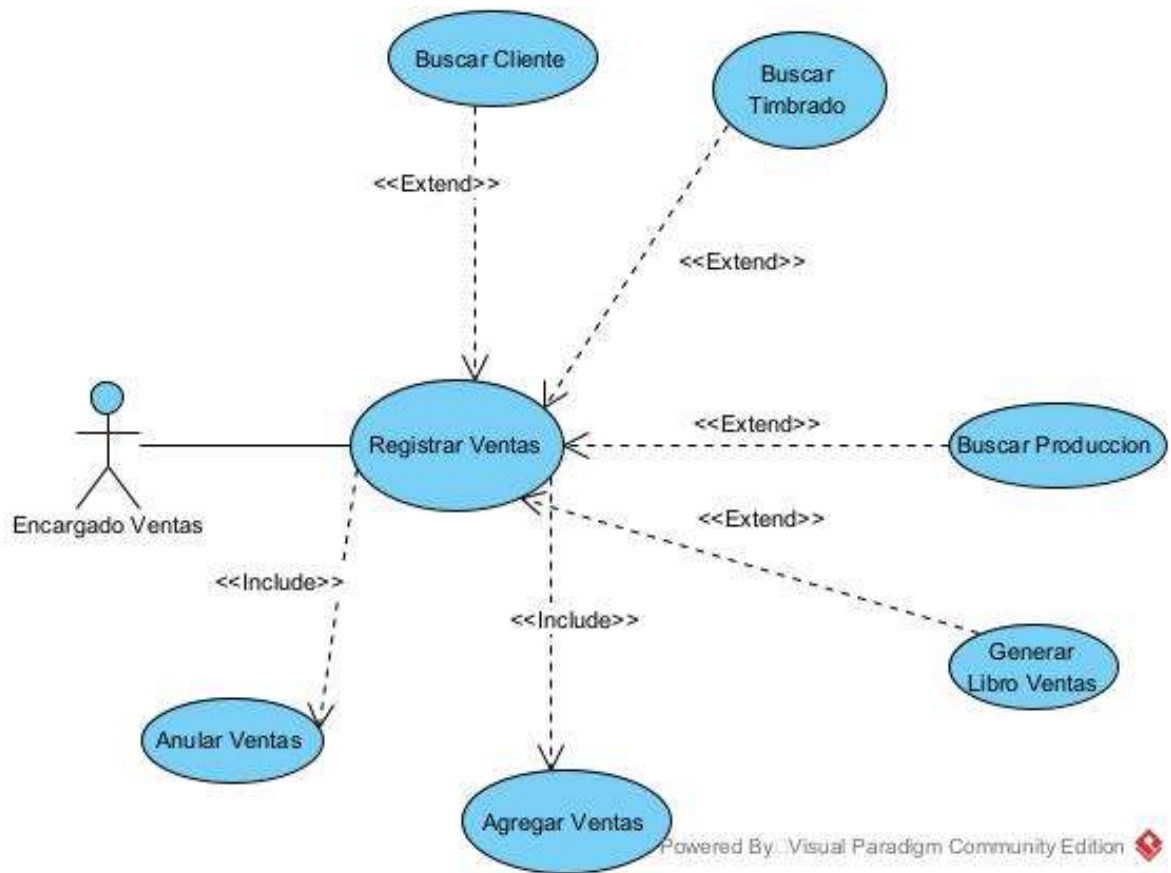 Buscar Cliente
Buscar
Timbrado
<<Extend>>
<<Extend>>
<<Extend>>
Registrar Ventas
Buscar Produccion
Encargado Ventas
<<Extend>>
<<Include>>
<<Include>>
Generar
Libro Ventas
Anular Ventas
Agregar Ventas
Powered By Visual Paradigm Community Edition